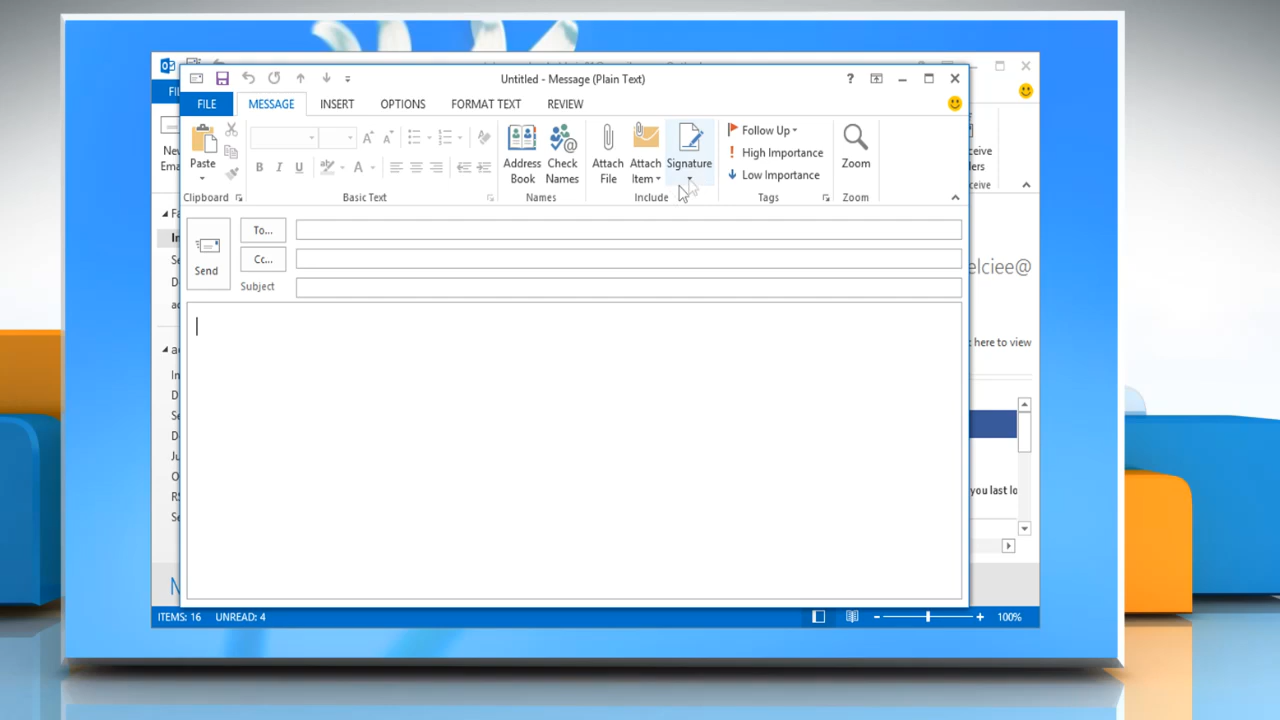 Untitled - Message (Plain Text)
FILE MESSAGE INSERT OPTIONS FORMAT TEXT REVIEW
Paste
Clipboard
B I U A
Basic Text
Address Book
Check Names
Names
Attach File
Attach Item
Signature
Include
Follow Up
High Importance
Low Importance
Tags
Zoom
Zoom
Send
To...
Cc...
Subject
elciee@
here to view
you last lo
ITEMS: 16 UNREAD: 4
100%